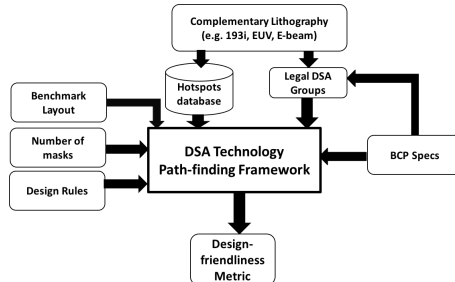 Complementary Lithography
(e.g. 193i, EUV, E-beam)
Hotspots
database
Legal DSA
Groups
Benchmark
Layout
Number of
masks
Design Rules
DSA Technology
Path-finding Framework
BCP Specs
Design-
friendliness
Metric